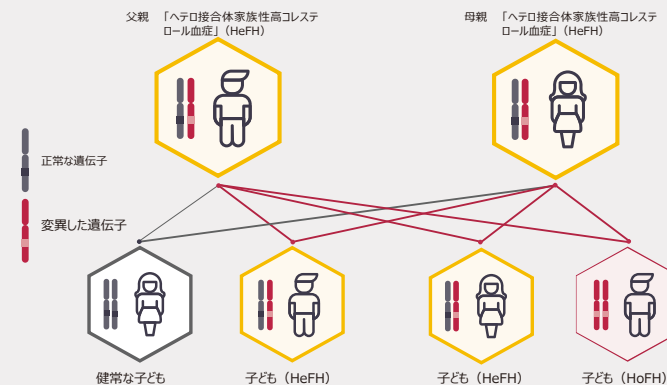 父親 「ヘテロ接合体家族性高コレステ
ロール血症」（HeFH）
母親 「ヘテロ接合体家族性高コレステ
ロール血症」（HeFH）
正常な遺伝子
変異した遺伝子
健常な子ども
子ども（HeFH）
子ども（HeFH）
子ども（HoFH）